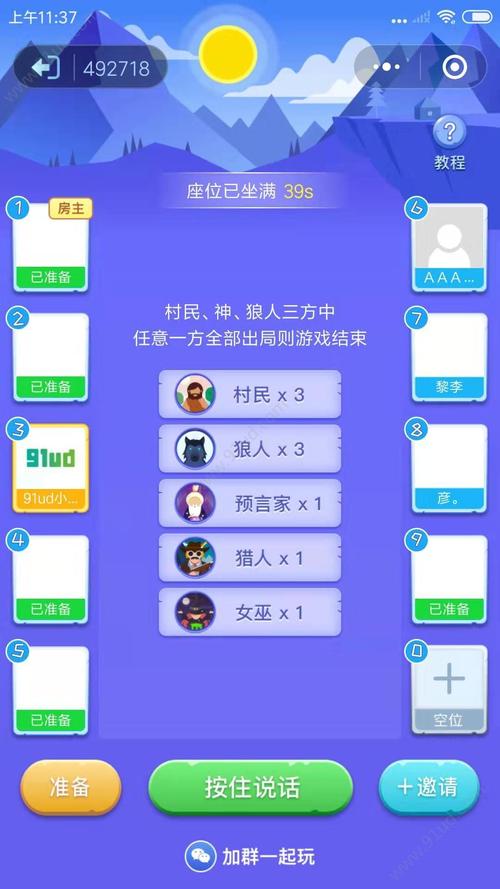 上午11:37
492718
?
教程
座位已坐满 39s
1
房主
已准备
2
已准备
3
91ud
91ud小...
4
已准备
5
已准备
村民、神、狼人三方中
任意一方全部出局则游戏结束
村民 x 3
狼人 x 3
预言家 x 1
猎人 x 1
女巫 x 1
6
AAA...
7
黎李
8
彦。
9
已准备
0
空位
准备
按住说话
+邀请
加群一起玩